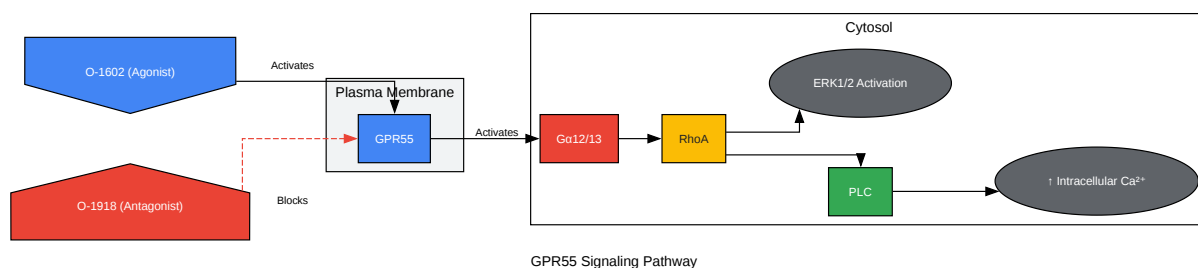 Cytosol
O-1602 (Agonist)
Activates
ERK1/2 Activation
Plasma Membrane
GPR55
Activates
Gα12/13
RhoA
PLC
↑ Intracellular Ca²⁺
O-1918 (Antagonist)
Blocks
GPR55 Signaling Pathway